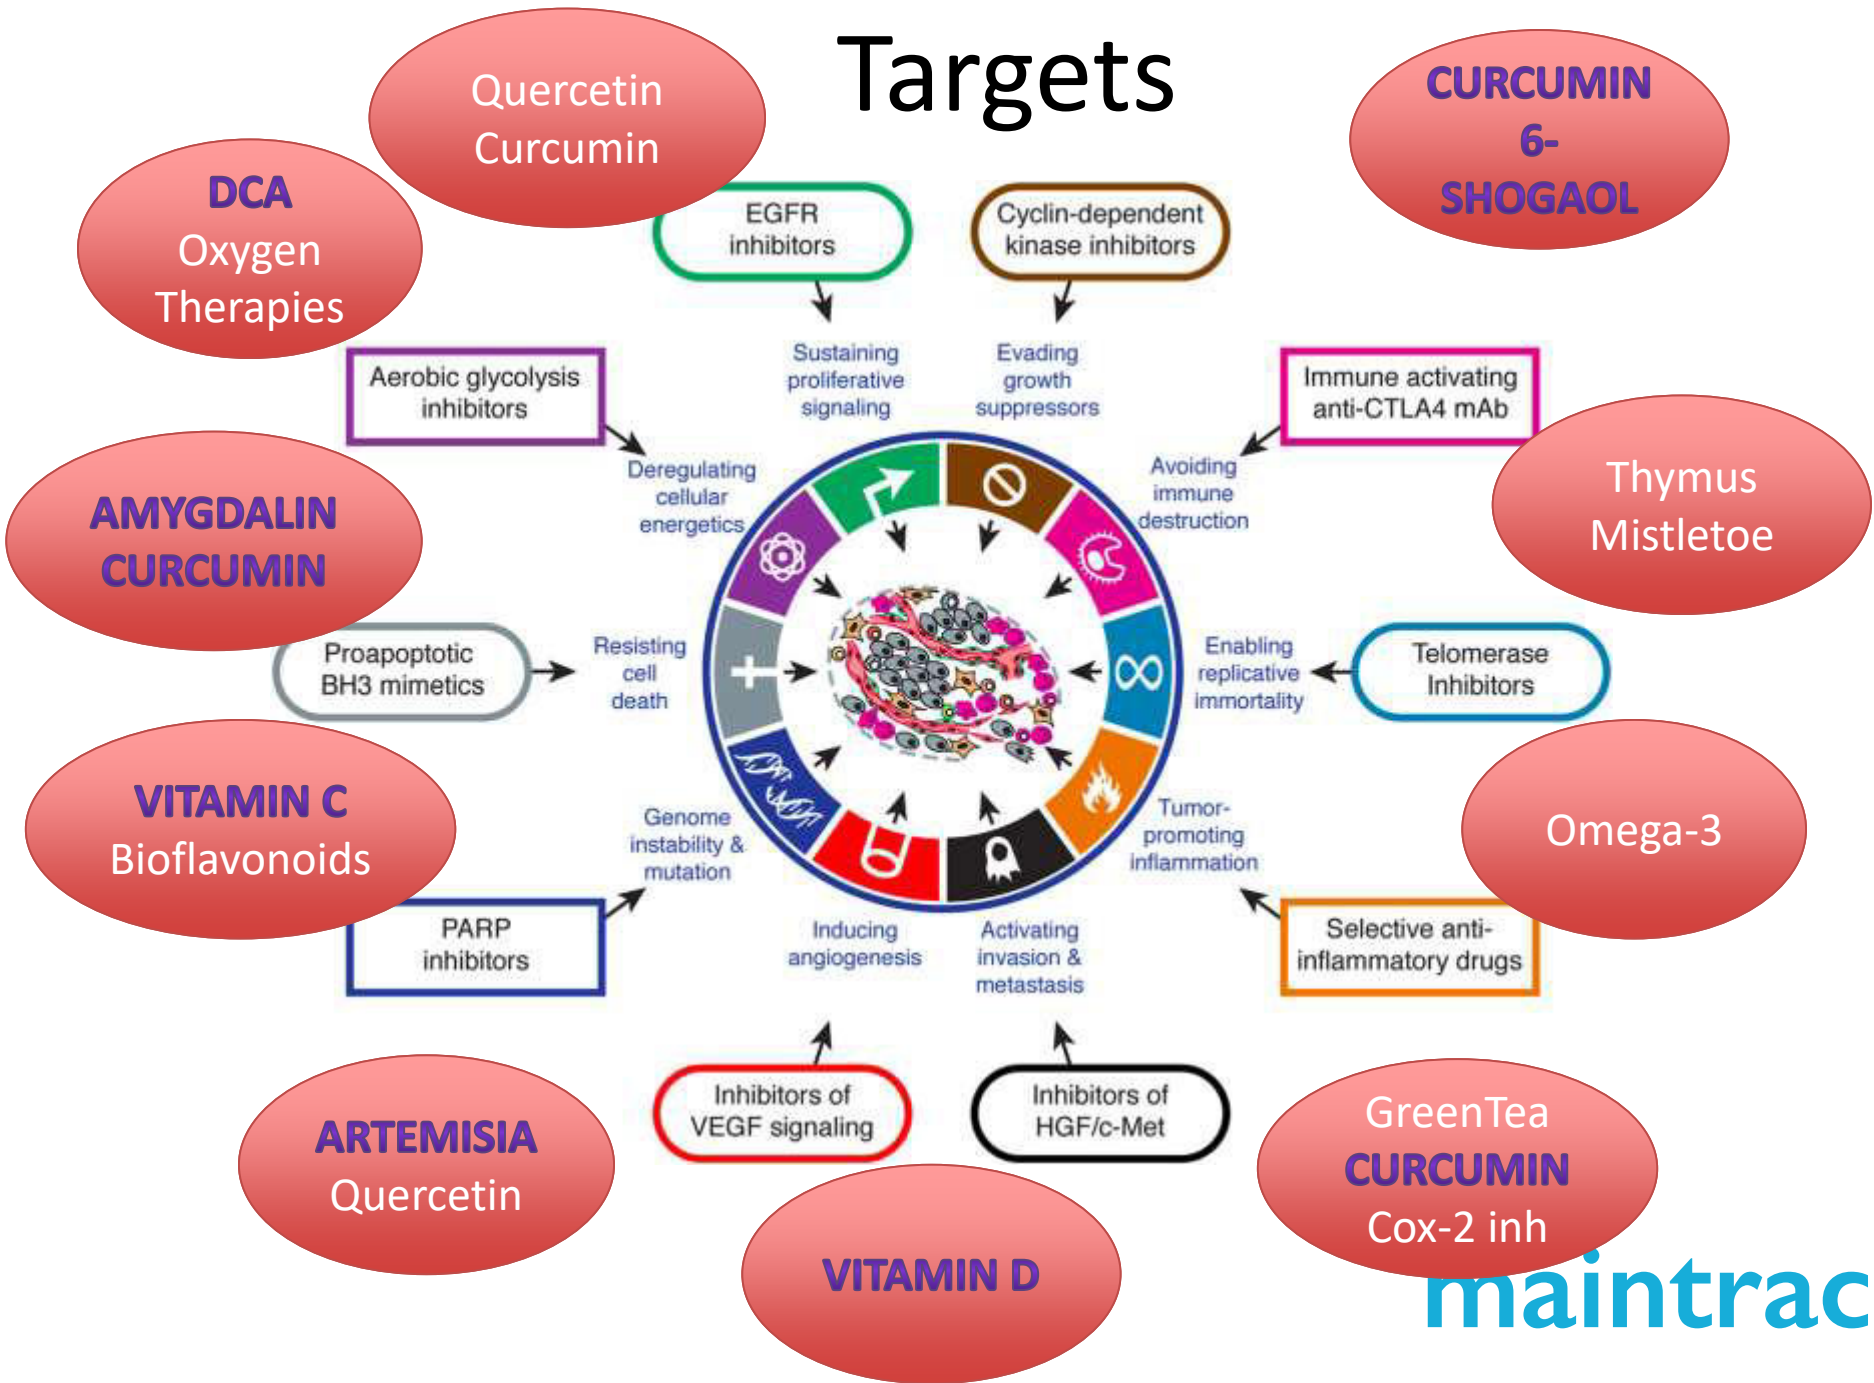 Targets
Quercetin
Curcumin
CURCUMIN
6-
SHOGAOL
DCA
Oxygen
Therapies
EGFR
inhibitors
Cyclin-dependent
kinase inhibitors
Aerobic glycolysis
inhibitors
Sustaining
proliferative
signaling
Evading
growth
suppressors
Immune activating
anti-CTLA4 mAb
Deregulating
cellular
energetics
Avoiding
immune
destruction
AMYGDALIN
CURCUMIN
Thymus
Mistletoe
Proapoptotic
BH3 mimetics
Resisting
cell
death
Enabling
replicative
immortality
Telomerase
Inhibitors
VITAMIN C
Bioflavonoids
Genome
instability &
mutation
Tumor-
promoting
inflammation
Omega-3
PARP
inhibitors
Inducing
angiogenesis
Activating
invasion &
metastasis
Selective anti-
inflammatory drugs
ARTEMISIA
Quercetin
Inhibitors of
VEGF signaling
Inhibitors of
HGF/c-Met
GreenTea
CURCUMIN
Cox-2 inh
VITAMIN D
maintrac